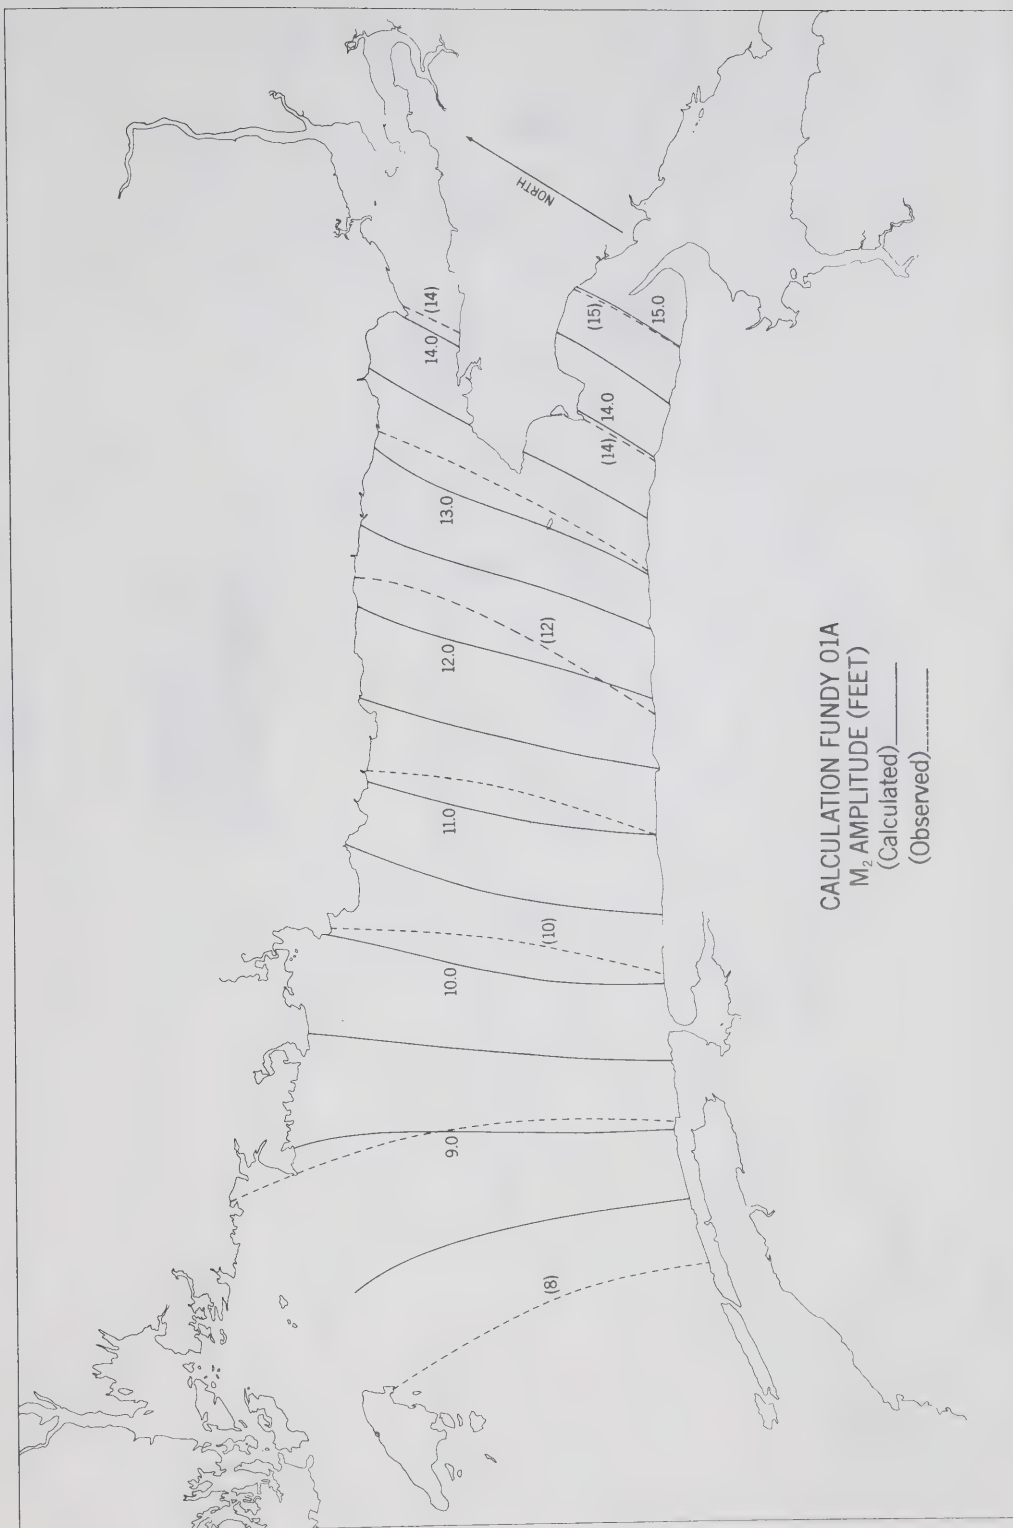 NORTH
(14)
14.0
(15)
15.0
14.0
(14)
13.0
(12)
12.0
11.0
(10)
10.0
9.0
(8)
CALCULATION FUNDY 01A
M₂ AMPLITUDE (FEET)
(Calculated)
(Observed)